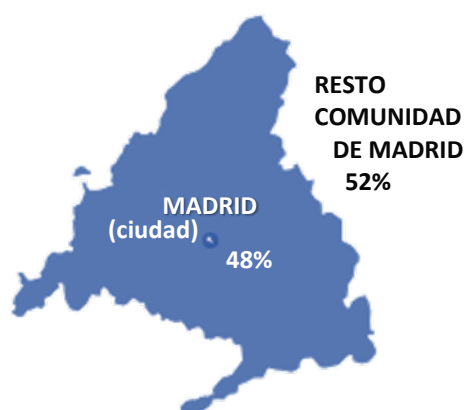 RESTO
COMUNIDAD
DE MADRID
52%
MADRID
(ciudad)
48%